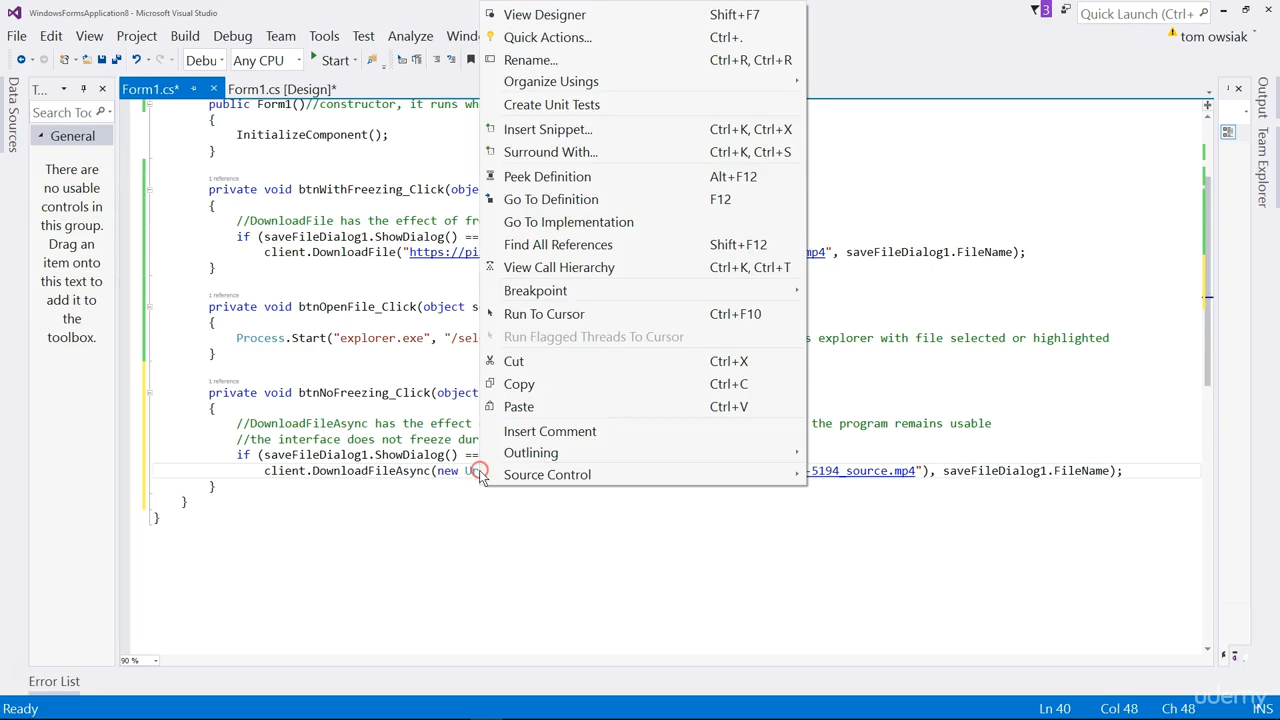 WindowsFormsApplication8 - Microsoft Visual Studio
3
Quick Launch (Ctrl+
File Edit View Project Build Debug Team Tools Test Analyze
tom owsiak
Any CPU
Start
Data Sources
T...
Form1.cs*
Form1.cs [Design]*
Search Too
General
There are
no usable
controls in
this group.
Drag an
item onto
this text to
add it to
the
toolbox.
public Form1()//constructor, it runs
{
InitializeComponent();
}
1 reference
private void btnWithFreezing_Click(
{
//DownloadFile has the effect of
if (saveFileDialog1.ShowDialog() ==
client.DownloadFile("https:// mp4", saveFileDialog1.FileName);
}
1 reference
private void btnOpenFile_Click(object
{
Process.Start("explorer.exe", explorer with file selected or highlighted
}
1 reference
private void btnNoFreezing_Click(object
{
//DownloadFileAsync has the effect the program remains usable
//the interface does not freeze
if (saveFileDialog1.ShowDialog() ==
client.DownloadFileAsync(new -5194_source.mp4"), saveFileDialog1.FileName);
}
}
}
View Designer Shift+F7
Quick Actions... Ctrl+.
Rename... Ctrl+R, Ctrl+R
Organize Usings
Create Unit Tests
Insert Snippet... Ctrl+K, Ctrl+X
Surround With... Ctrl+K, Ctrl+S
Peek Definition Alt+F12
Go To Definition F12
Go To Implementation
Find All References Shift+F12
View Call Hierarchy Ctrl+K, Ctrl+T
Breakpoint
Run To Cursor Ctrl+F10
Run Flagged Threads To Cursor
Cut Ctrl+X
Copy Ctrl+C
Paste Ctrl+V
Insert Comment
Outlining
Source Control
Output
Team Explorer
90 %
Error List
Ready
Ln 40 Col 48 Ch 48 INS
udemy